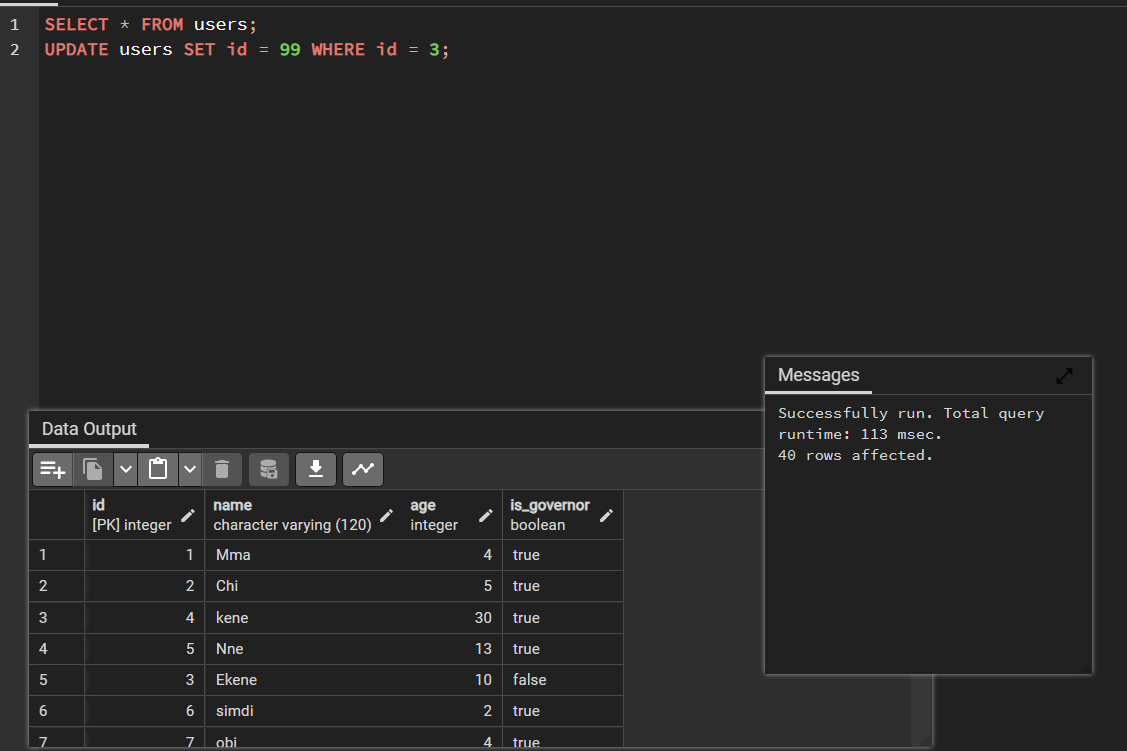 1 SELECT * FROM users;
2 UPDATE users SET id = 99 WHERE id = 3;
Messages
Successfully run. Total query
runtime: 113 msec.
40 rows affected.
Data Output
id name age is_governor
[PK] integer character varying (120) integer boolean
1 1 Mma 4 true
2 2 Chi 5 true
3 4 kene 30 true
4 5 Nne 13 true
5 3 Ekene 10 false
6 6 simdi 2 true
7 7 obi 4 true